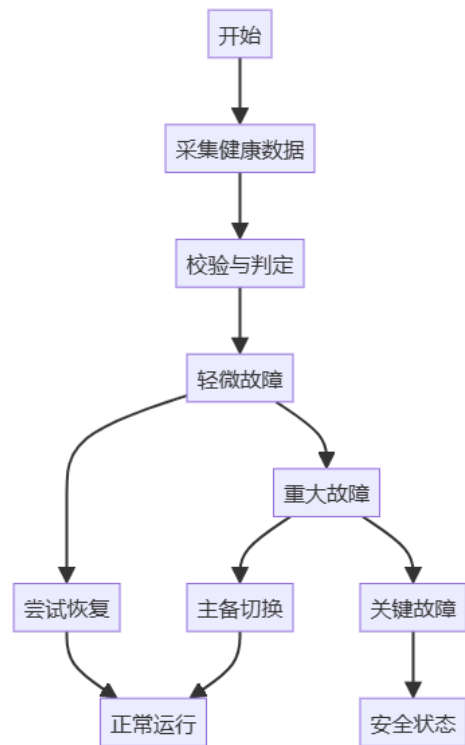 开始
采集健康数据
校验与判定
轻微故障
重大故障
尝试恢复
主备切换
关键故障
正常运行
安全状态